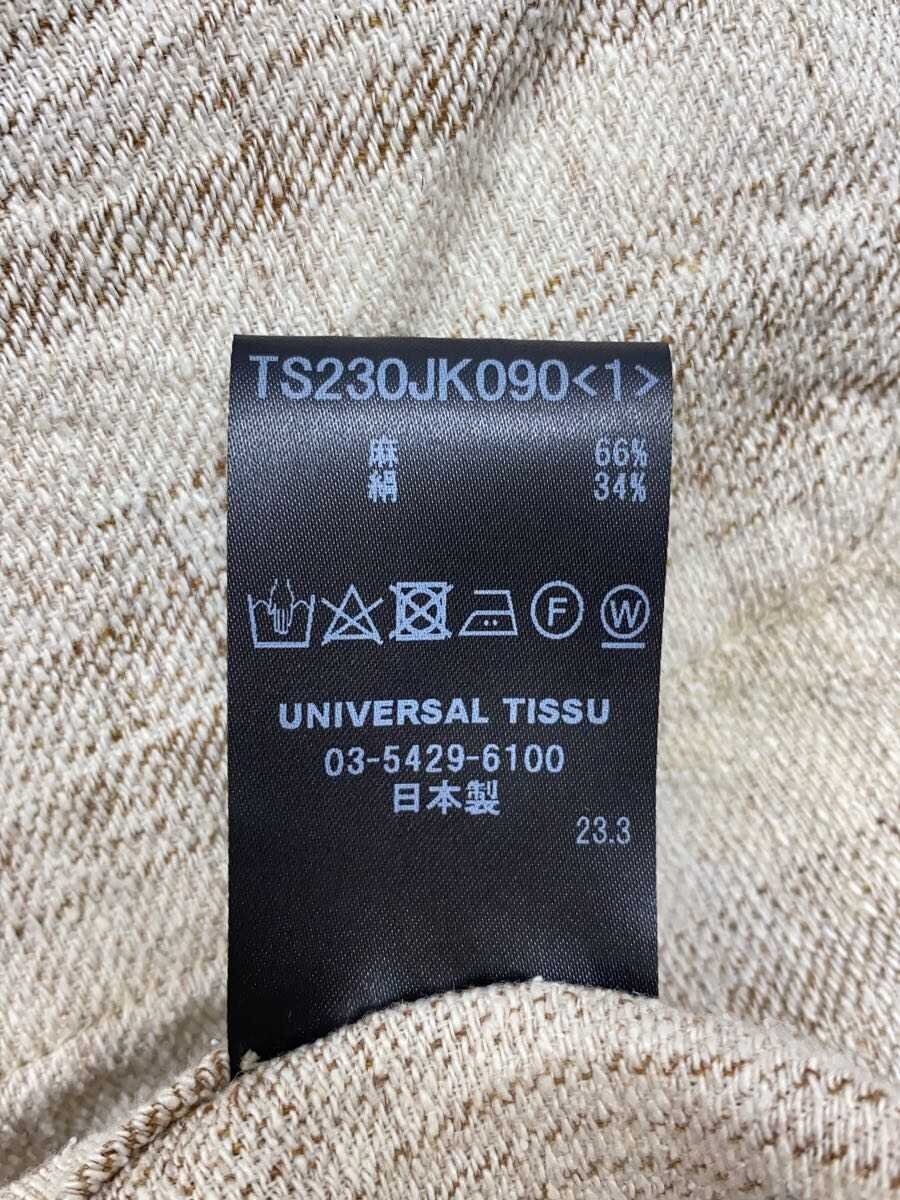 TS230JK090<1>
麻 66%
絹 34%
F W
UNIVERSAL TISSU
03-5429-6100
日本製
23.3